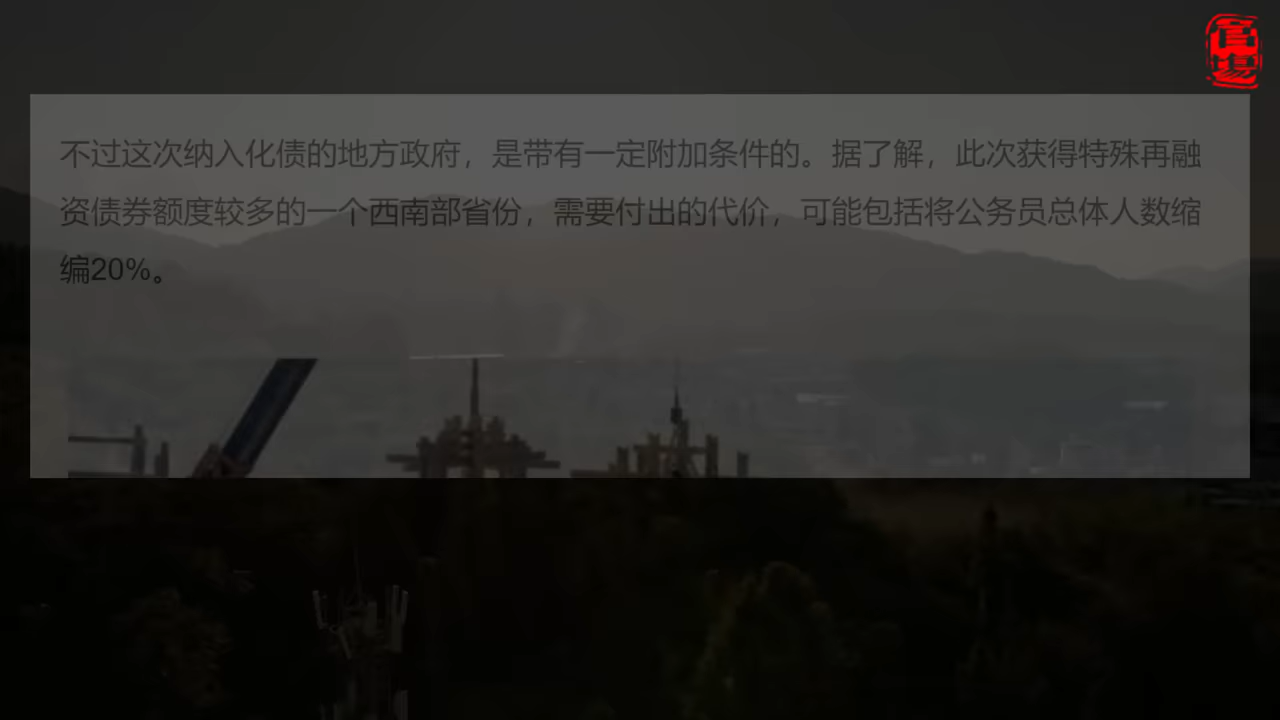 官場
不过这次纳入化债的地方政府，是带有一定附加条件的。据了解，此次获得特殊再融
资债券额度较多的一个西南部省份，需要付出的代价，可能包括将公务员总体人数缩
编20%。